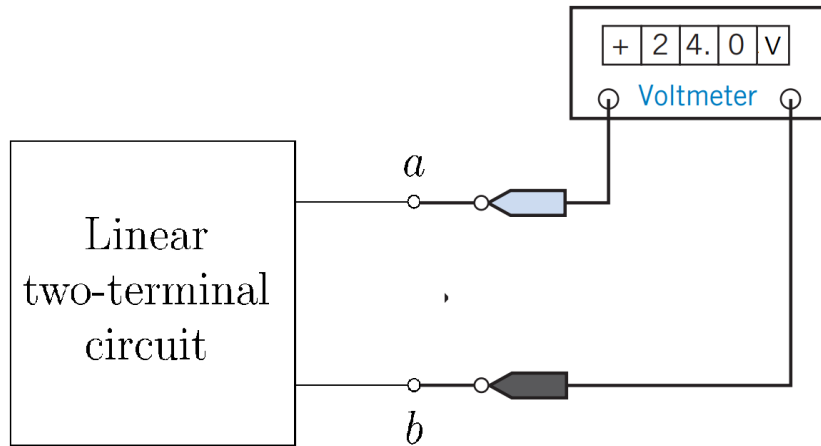 + 2 4. 0 V
Voltmeter
a
Linear
two-terminal
circuit
b